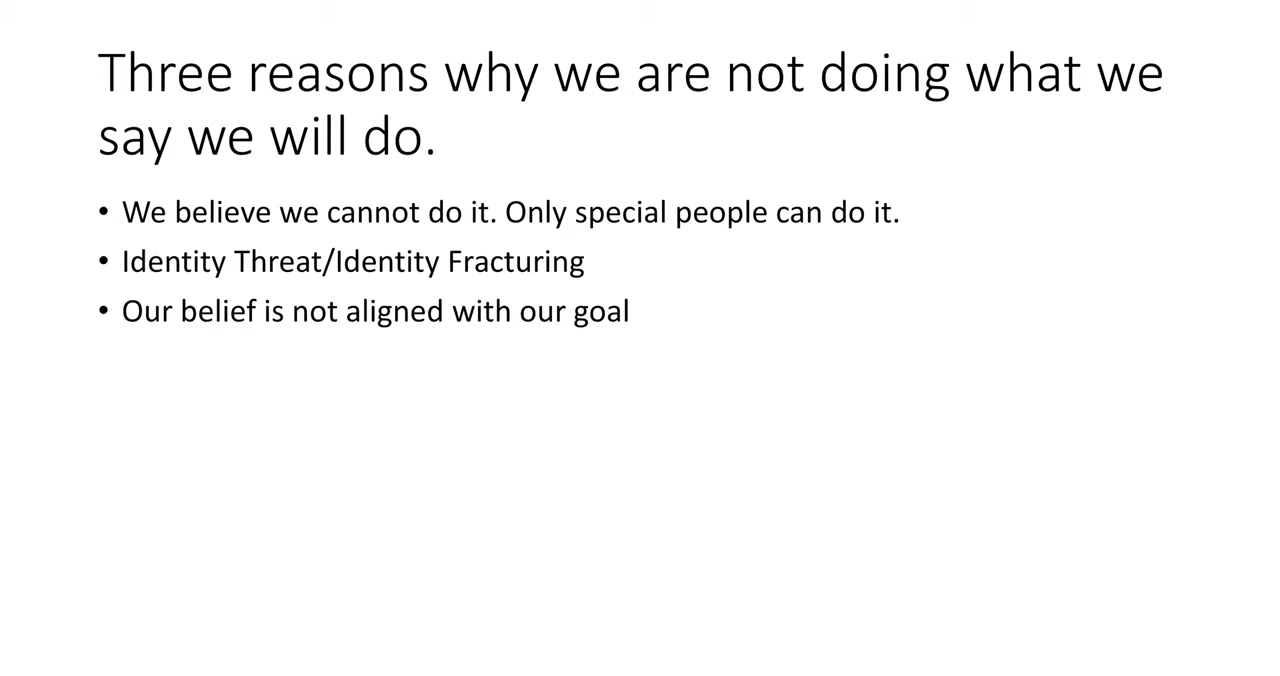 Three reasons why we are not doing what we
say we will do.
• We believe we cannot do it. Only special people can do it.
• Identity Threat/Identity Fracturing
• Our belief is not aligned with our goal